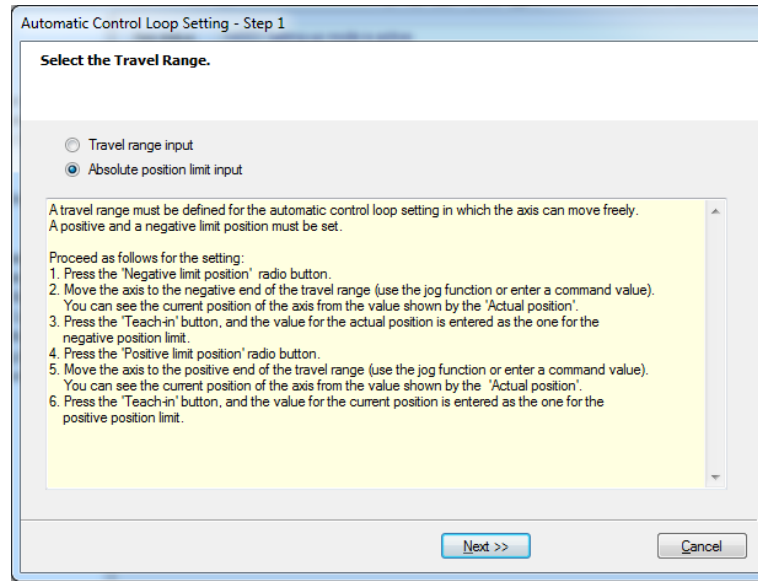 Automatic Control Loop Setting - Step 1
Select the Travel Range.
Travel range input
Absolute position limit input
A travel range must be defined for the automatic control loop setting in which the axis can move freely.
A positive and a negative limit position must be set.
Proceed as follows for the setting:
1. Press the 'Negative limit position' radio button.
2. Move the axis to the negative end of the travel range (use the jog function or enter a command value).
You can see the current position of the axis from the value shown by the 'Actual position'.
3. Press the 'Teach-in' button, and the value for the actual position is entered as the one for the
negative position limit.
4. Press the 'Positive limit position' radio button.
5. Move the axis to the positive end of the travel range (use the jog function or enter a command value).
You can see the current position of the axis from the value shown by the 'Actual position'.
6. Press the 'Teach-in' button, and the value for the current position is entered as the one for the
positive position limit.
Next >>
Cancel